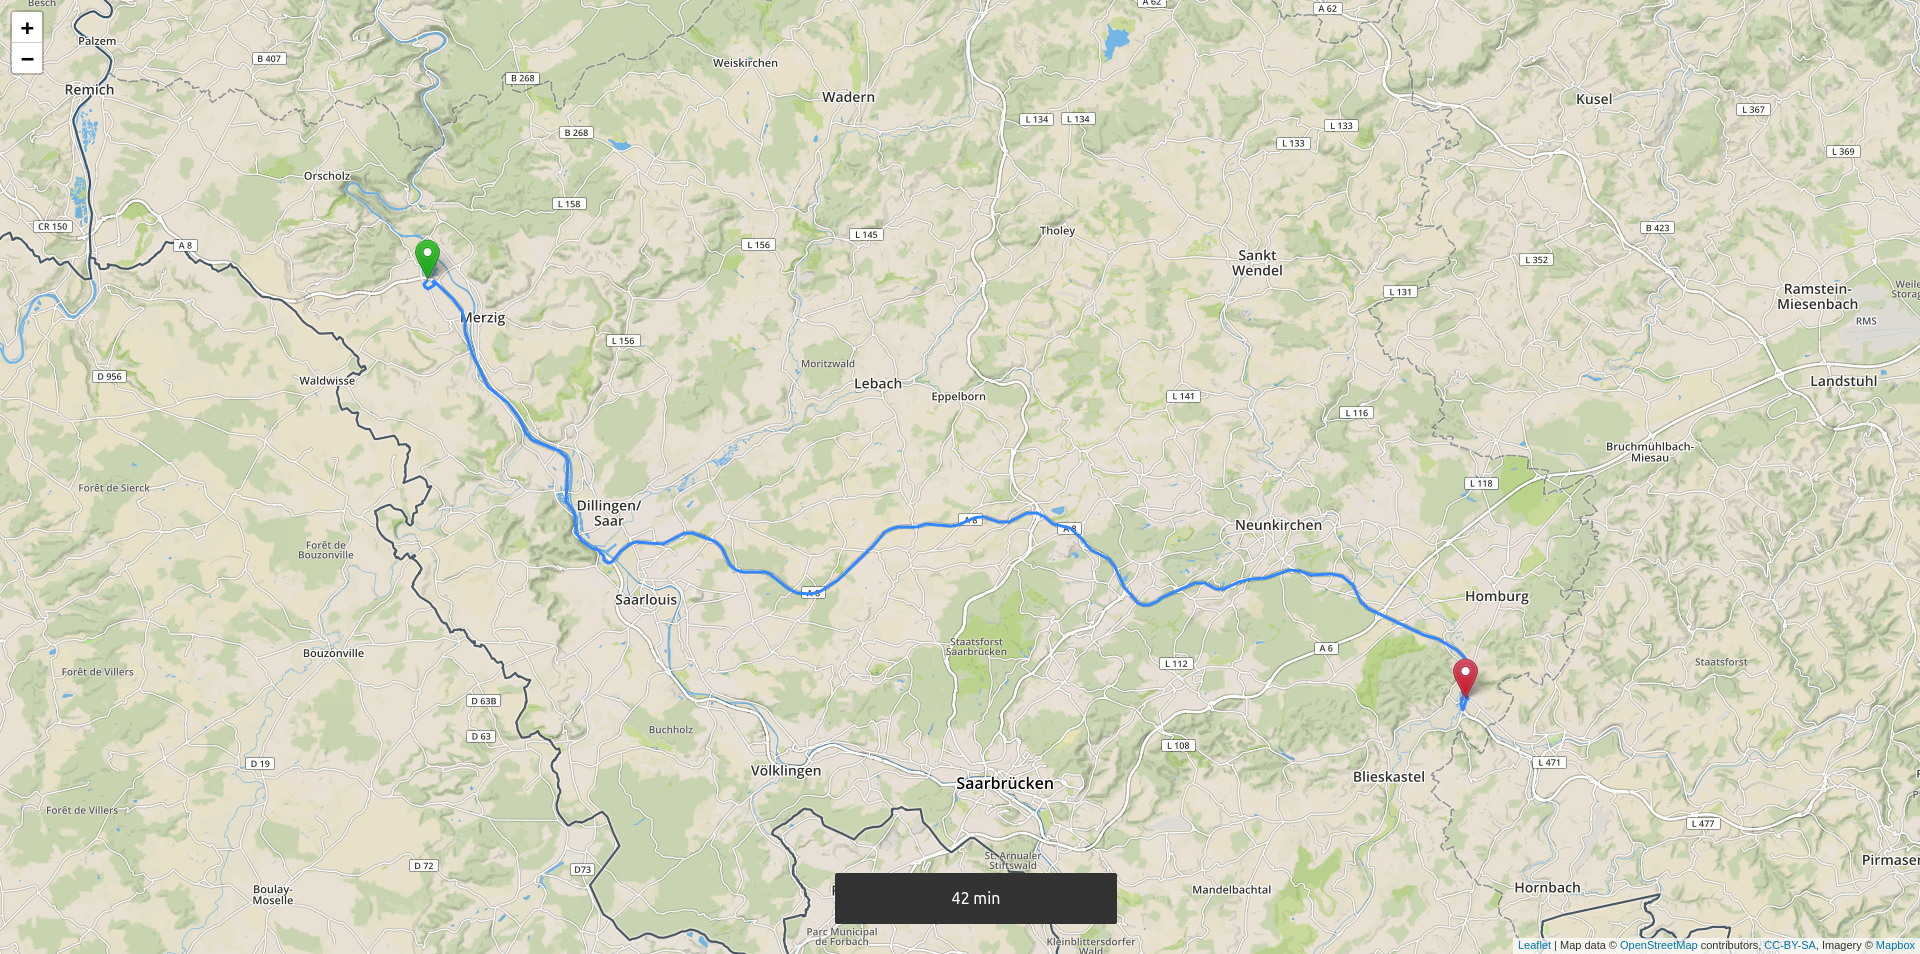 +
−
Besch
A 62
A 62
Palzem
B 407
Weiskirchen
B 268
Remich
Wadern
Kusel
L 367
L 134
L 134
L 133
B 268
L 133
L 369
Orscholz
L 158
CR 150
A 8
L 156
L 145
Tholey
B 423
Sankt
Wendel
L 352
L 131
Ramstein-
Miesenbach
RMS
Merzig
L 156
Moritzwald
D 956
Waldwisse
Lebach
Eppelborn
L 141
L 116
Landstuhl
Bruchmühlbach-
Miesau
Forêt de Sierck
L 118
Dillingen/
Saar
A 8
A 8
Neunkirchen
Forêt de
Bouzonville
A 8
Saarlouis
Homburg
Staatsforst
Saarbrücken
Bouzonville
A 6
L 112
Staatsforst
Forêt de Villers
D 63B
Buchholz
D 63
L 108
D 19
Völklingen
Saarbrücken
Blieskastel
L 471
Forêt de Villers
L 477
D 72
D73
St. Arnualer
Stiftswald
Pirmasen
Boulay-
Moselle
Mandelbachtal
Hornbach
42 min
Parc Municipal
de Forbach
Kleinblittersdorfer
Wald
Leaflet | Map data © OpenStreetMap contributors, CC-BY-SA, Imagery © Mapbox